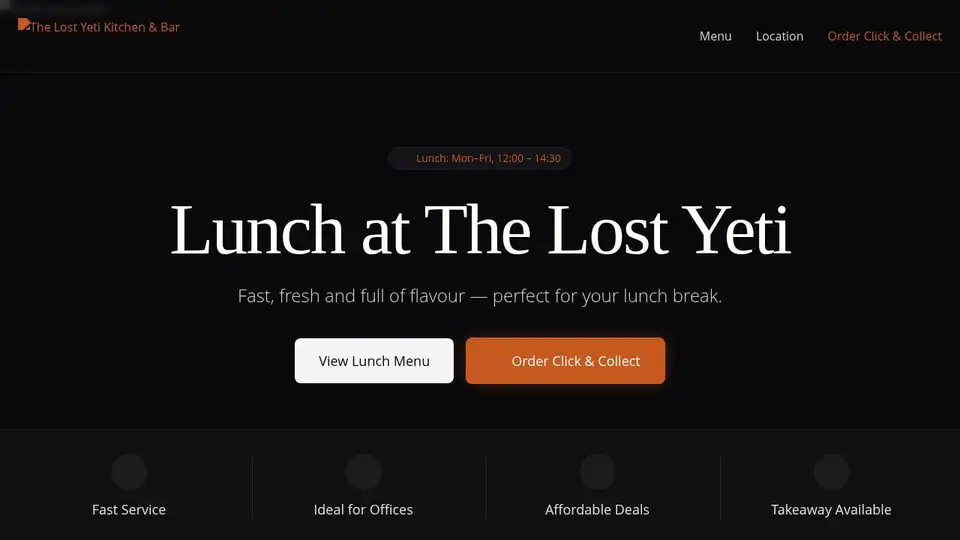 The Lost Yeti Kitchen & Bar
Menu
Location
Order Click & Collect
Lunch: Mon–Fri, 12:00 – 14:30
Lunch at The Lost Yeti
Fast, fresh and full of flavour — perfect for your lunch break.
View Lunch Menu
Order Click & Collect
Fast Service
Ideal for Offices
Affordable Deals
Takeaway Available